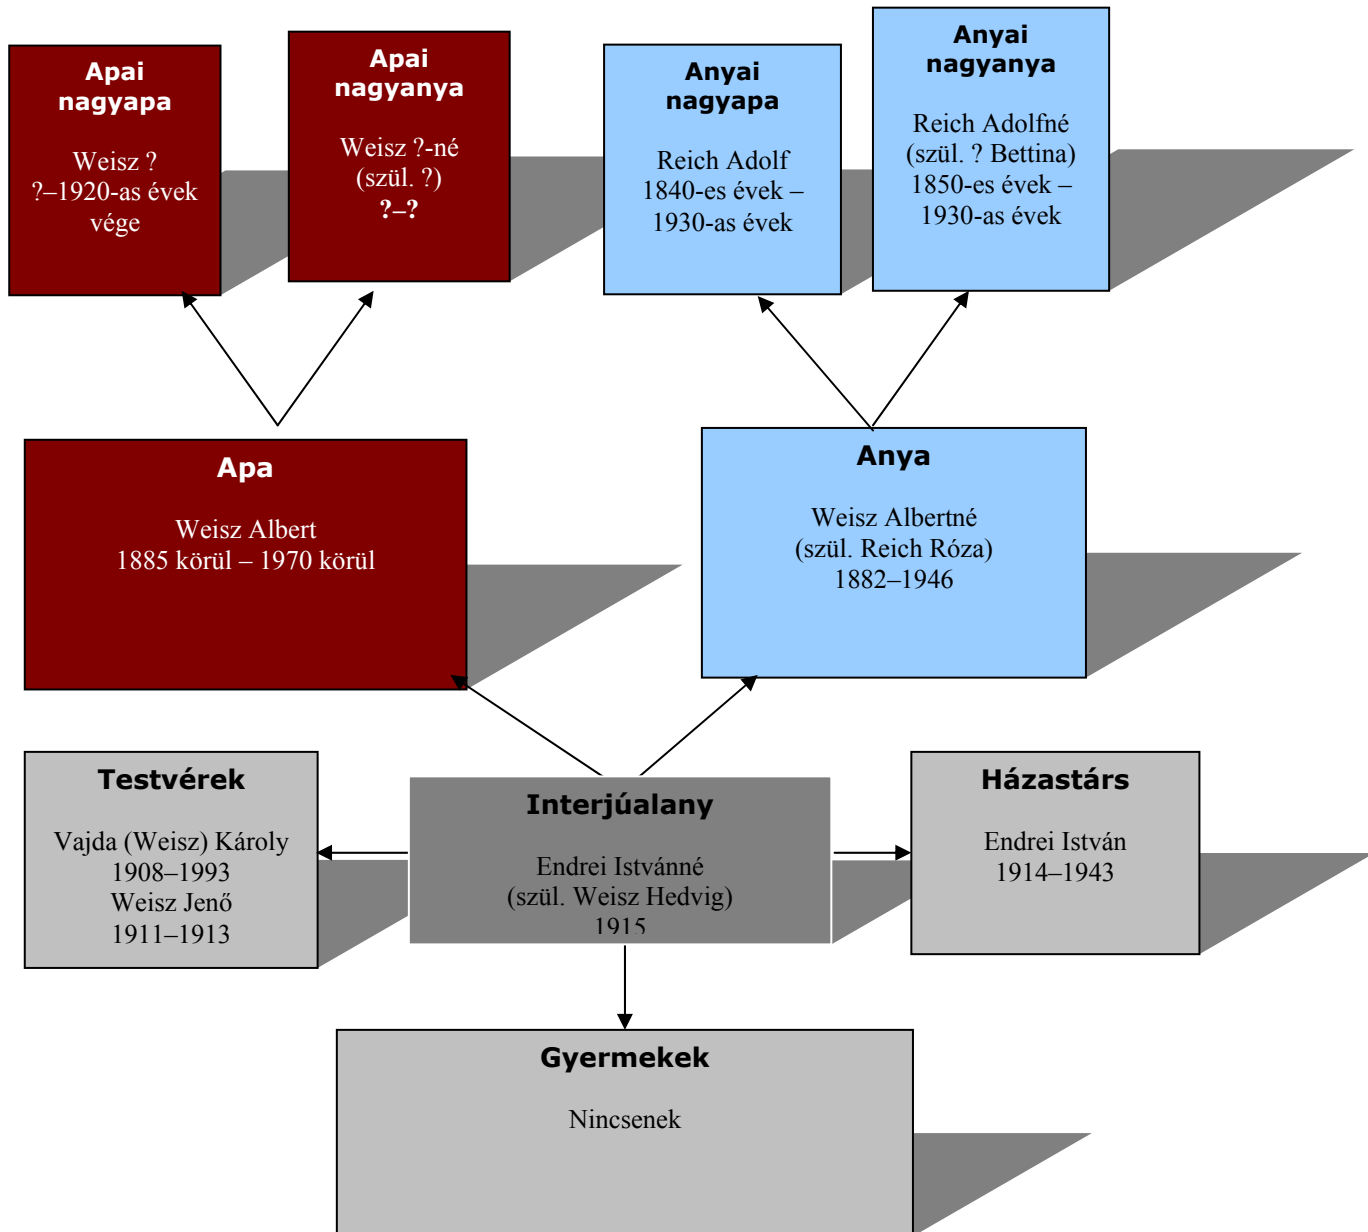 Apai
nagyapa
Weisz ?
?–1920-as évek
vége
Apai
nagyanya
Weisz ?-né
(szül. ?)
?–?
Anyai
nagyapa
Reich Adolf
1840-es évek –
1930-as évek
Anyai
nagyanya
Reich Adolfné
(szül. ? Bettina)
1850-es évek –
1930-as évek
Apa
Weisz Albert
1885 körül – 1970 körül
Anya
Weisz Albertné
(szül. Reich Róza)
1882–1946
Testvérek
Vajda (Weisz) Károly
1908–1993
Weisz Jenő
1911–1913
Interjúalany
Endrei Istvánné
(szül. Weisz Hedvig)
1915
Házastárs
Endrei István
1914–1943
Gyermekek
Nincsenek